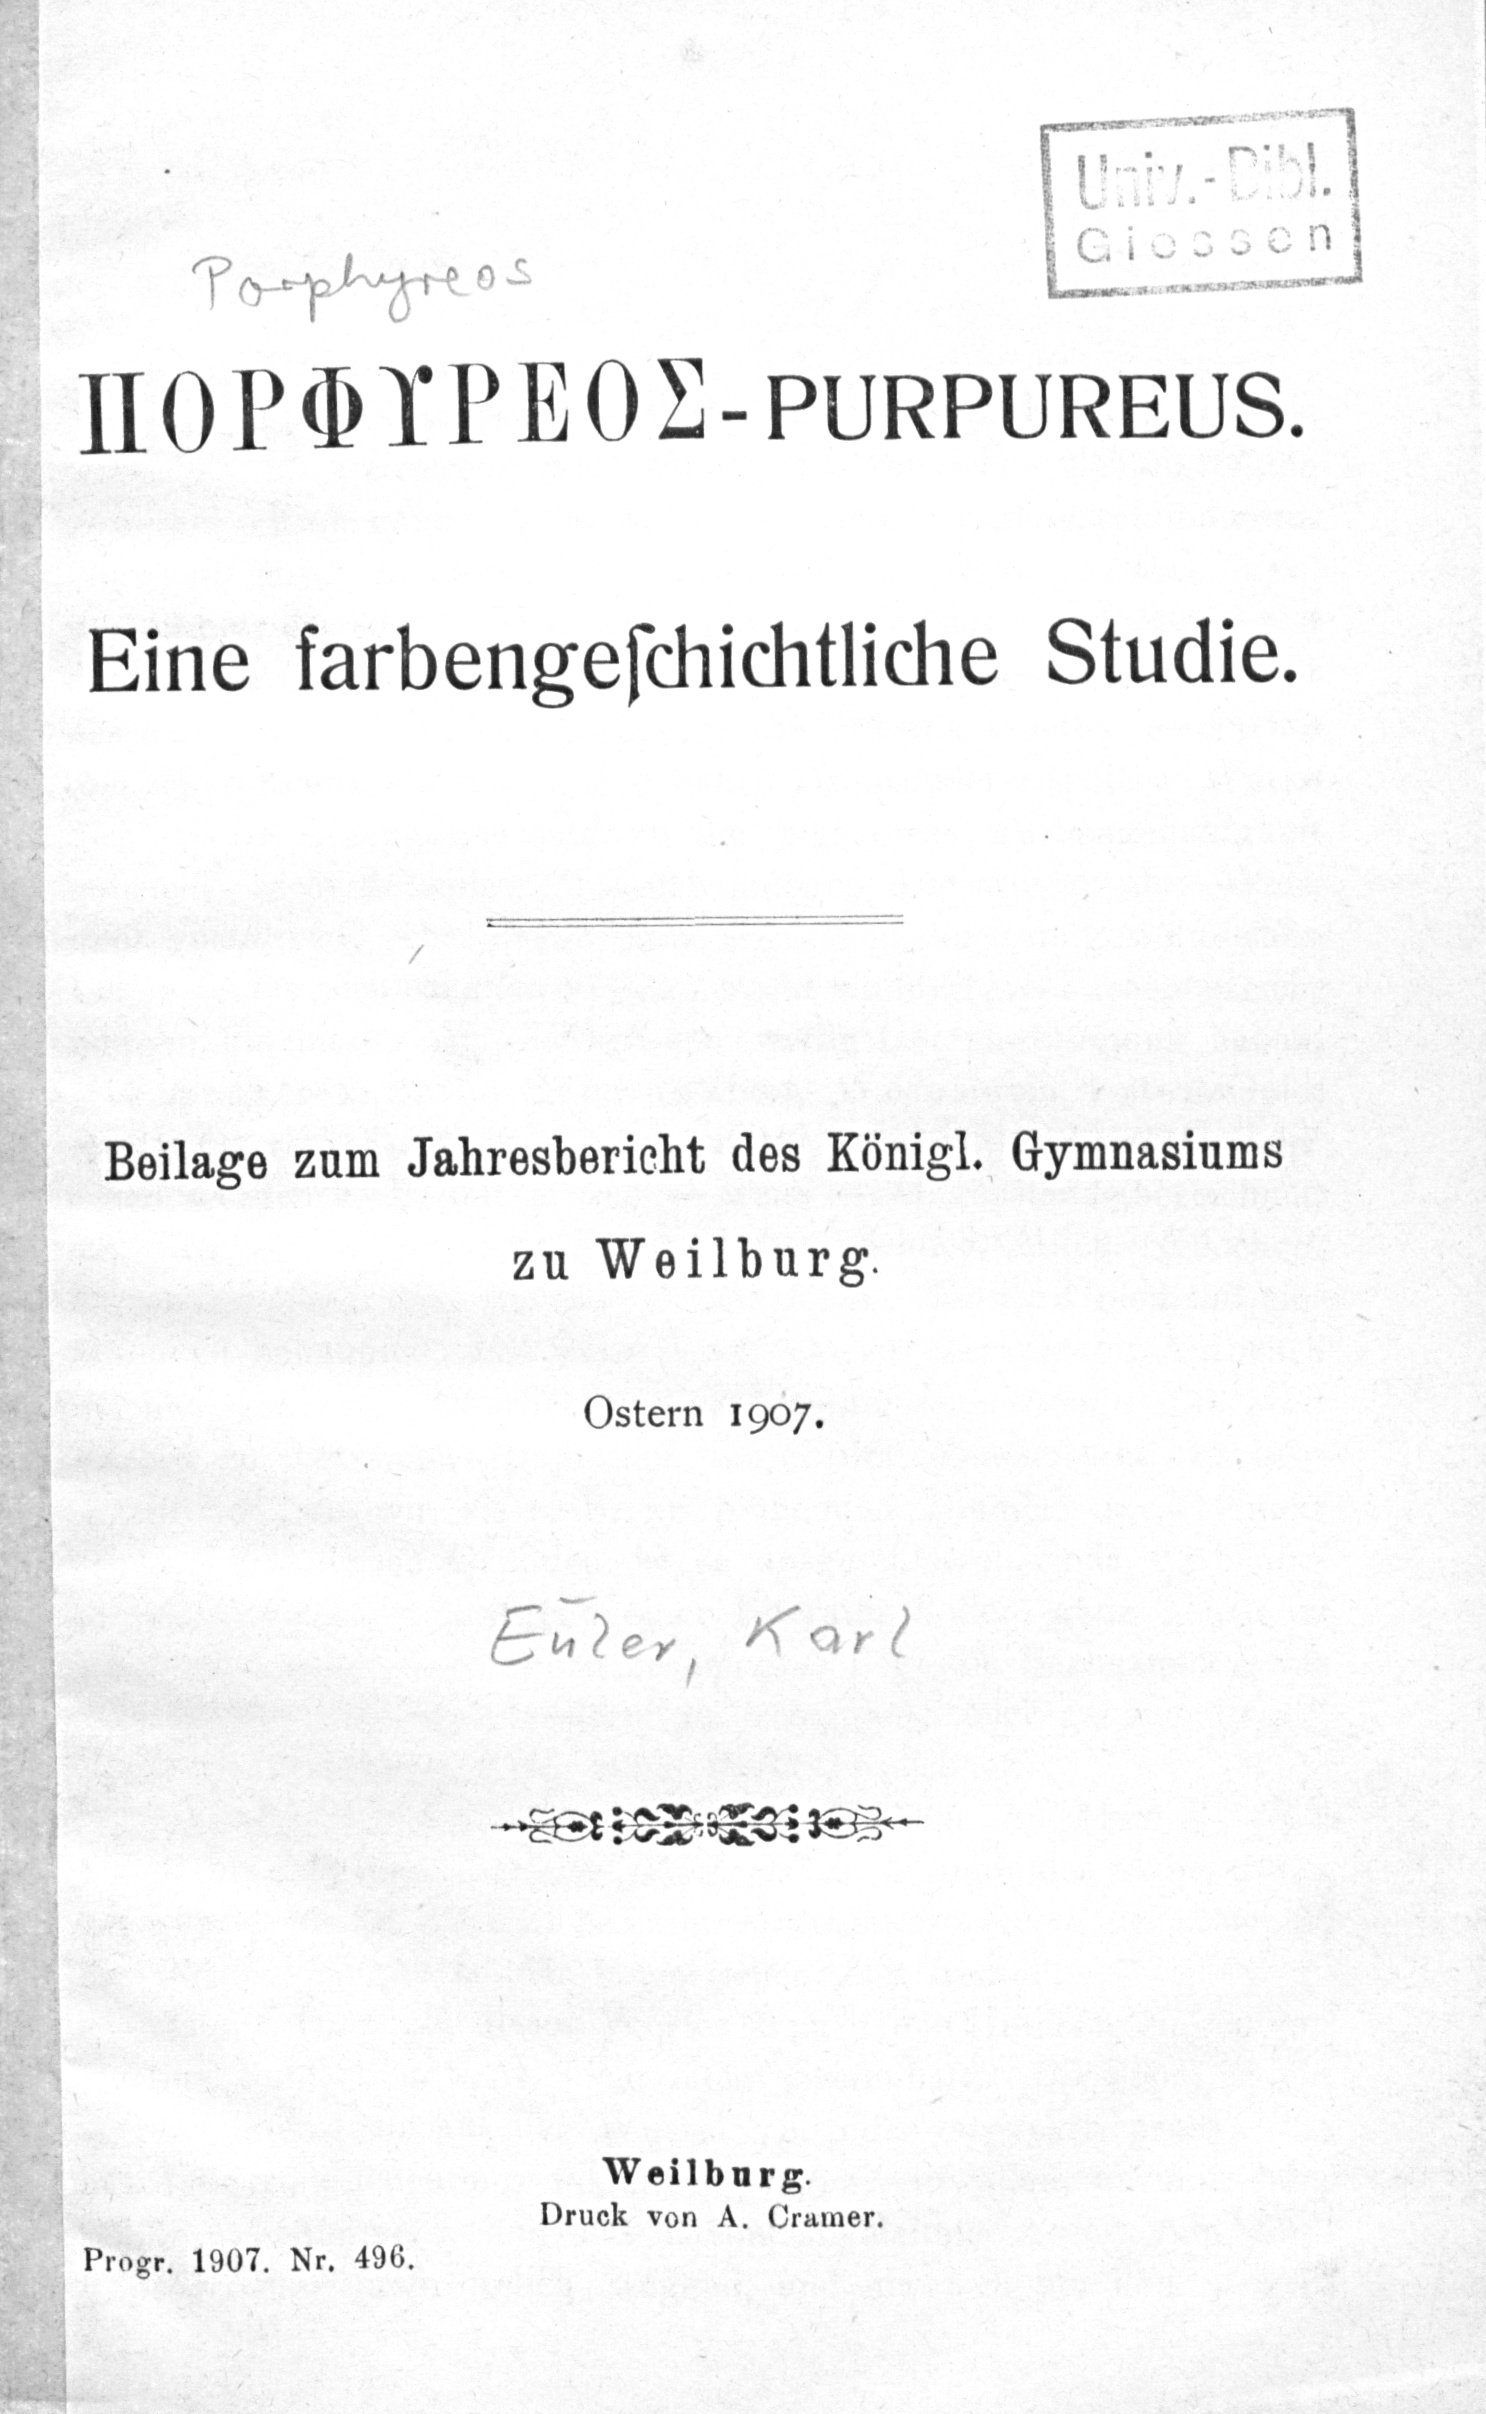 Univ.-Bibl.
Giessen
Porphyreos
ΠΟΡΦΥΡΕΟΣ-PURPUREUS.
Eine farbengeſchichtliche Studie.
Beilage zum Jahresbericht des Königl. Gymnasiums
zu Weilburg.
Ostern 1907.
Euler, Karl
Weilburg.
Druck von A. Cramer.
Progr. 1907. Nr. 496.